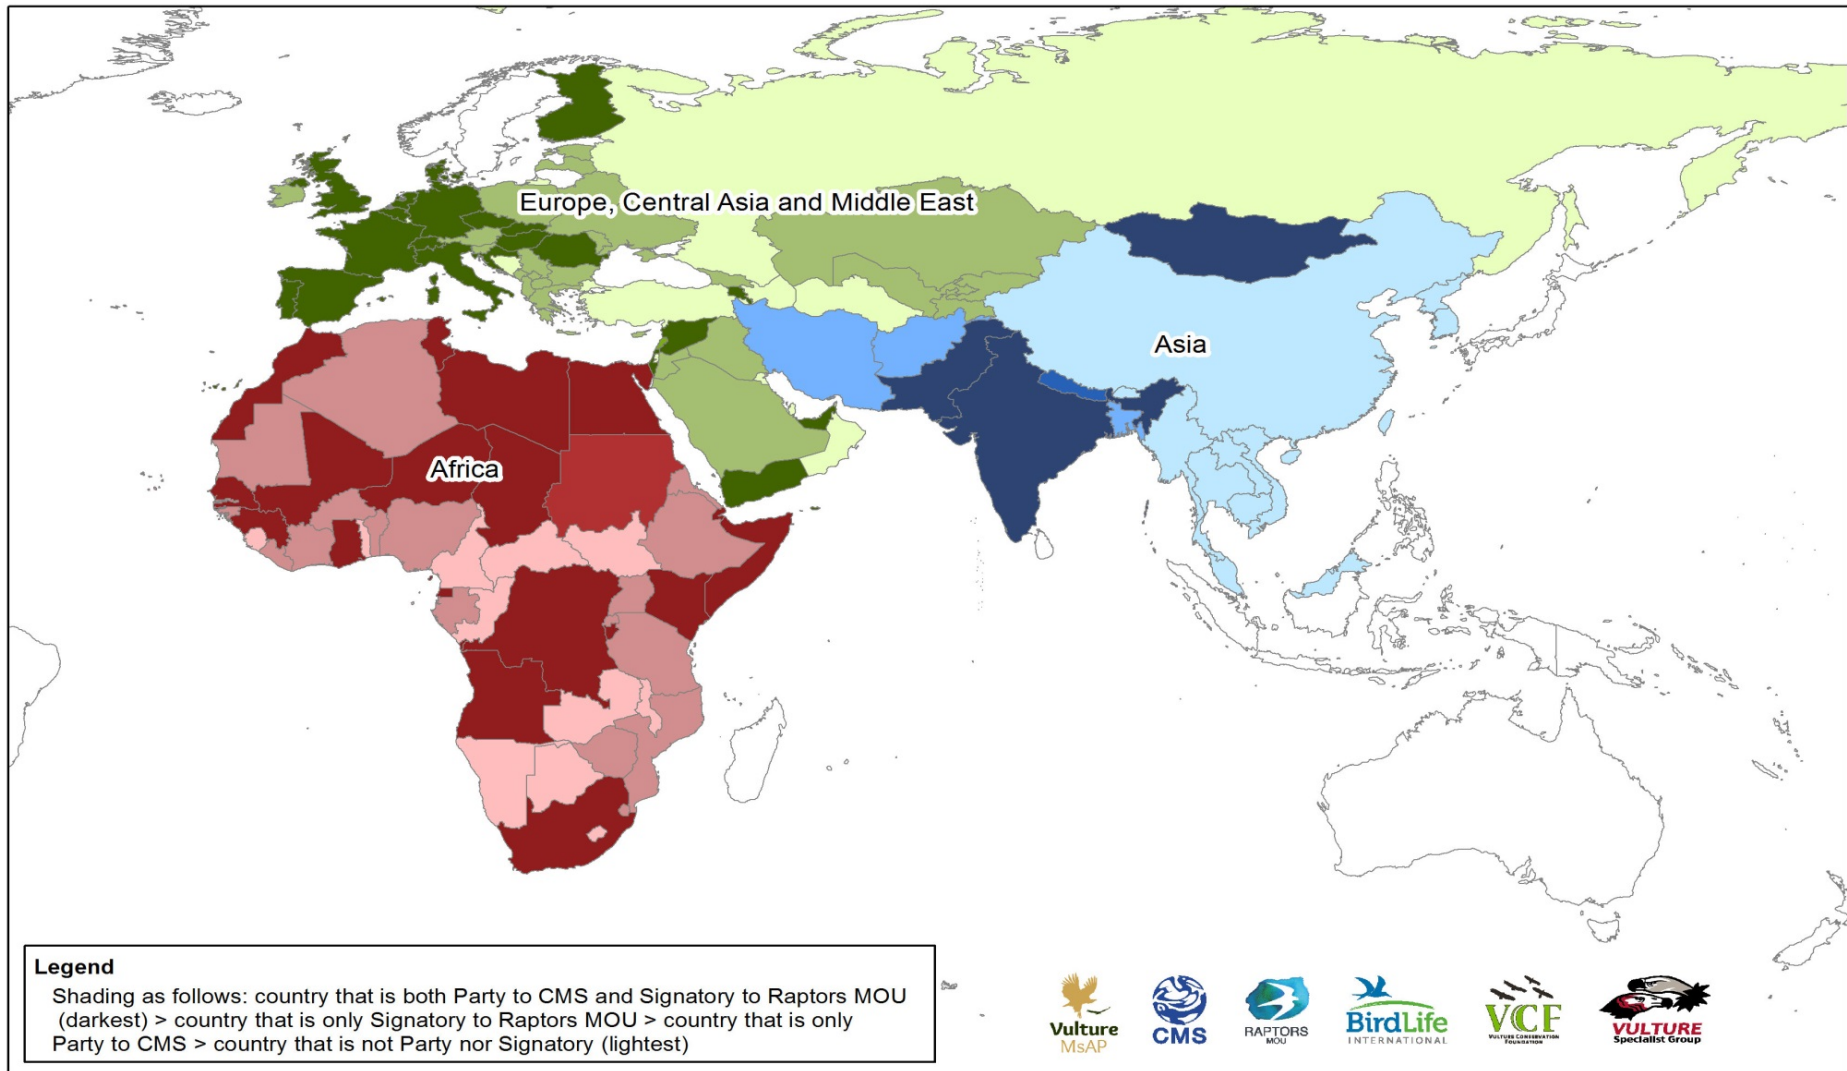 Europe, Central Asia and Middle East
Asia
Africa
Legend
Shading as follows: country that is both Party to CMS and Signatory to Raptors MOU
(darkest) > country that is only Signatory to Raptors MOU > country that is only
Party to CMS > country that is not Party nor Signatory (lightest)
Vulture
MsAP
CMS
RAPTORS
MOU
BirdLife
INTERNATIONAL
VCF
VULTURE CONSERVATION
FOUNDATION
VULTURE
Specialist Group